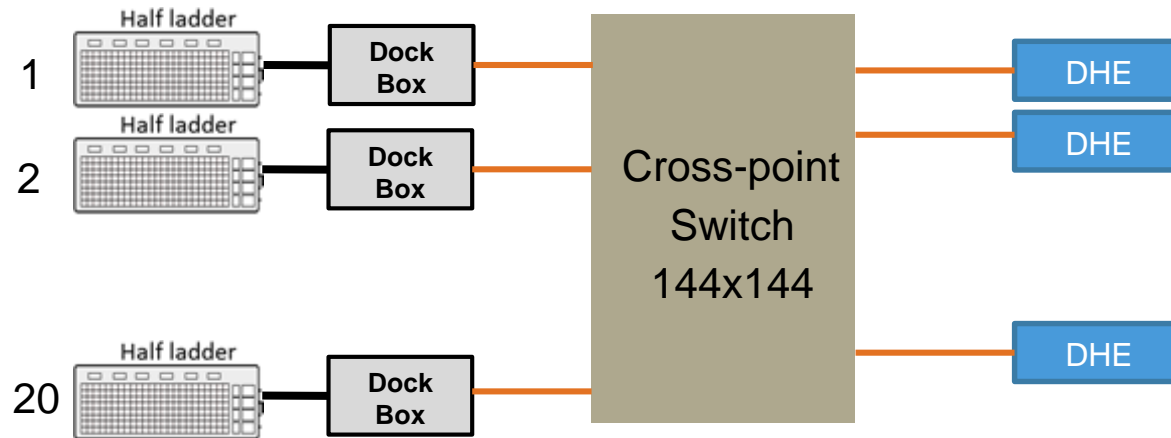 Half ladder
1
Dock
Box
DHE
Half ladder
2
Dock
Box
DHE
Cross-point
Switch
144x144
Half ladder
20
Dock
Box
DHE